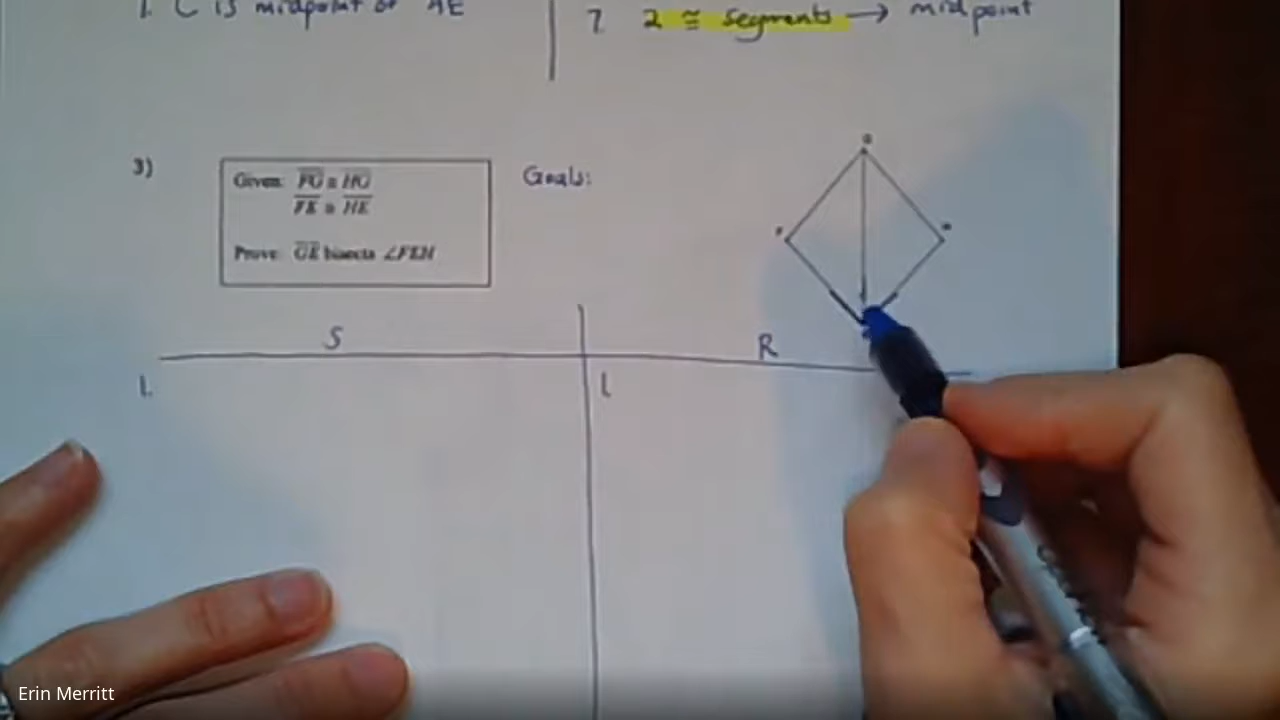 1. C is midpoint of AE
7. 2 ≅ segments → midpoint
3)
Given: FG ≅ HG
FE ≅ HE
Prove: GE bisects ∠FEH
Goals:
S
R
1.
1
Erin Merritt